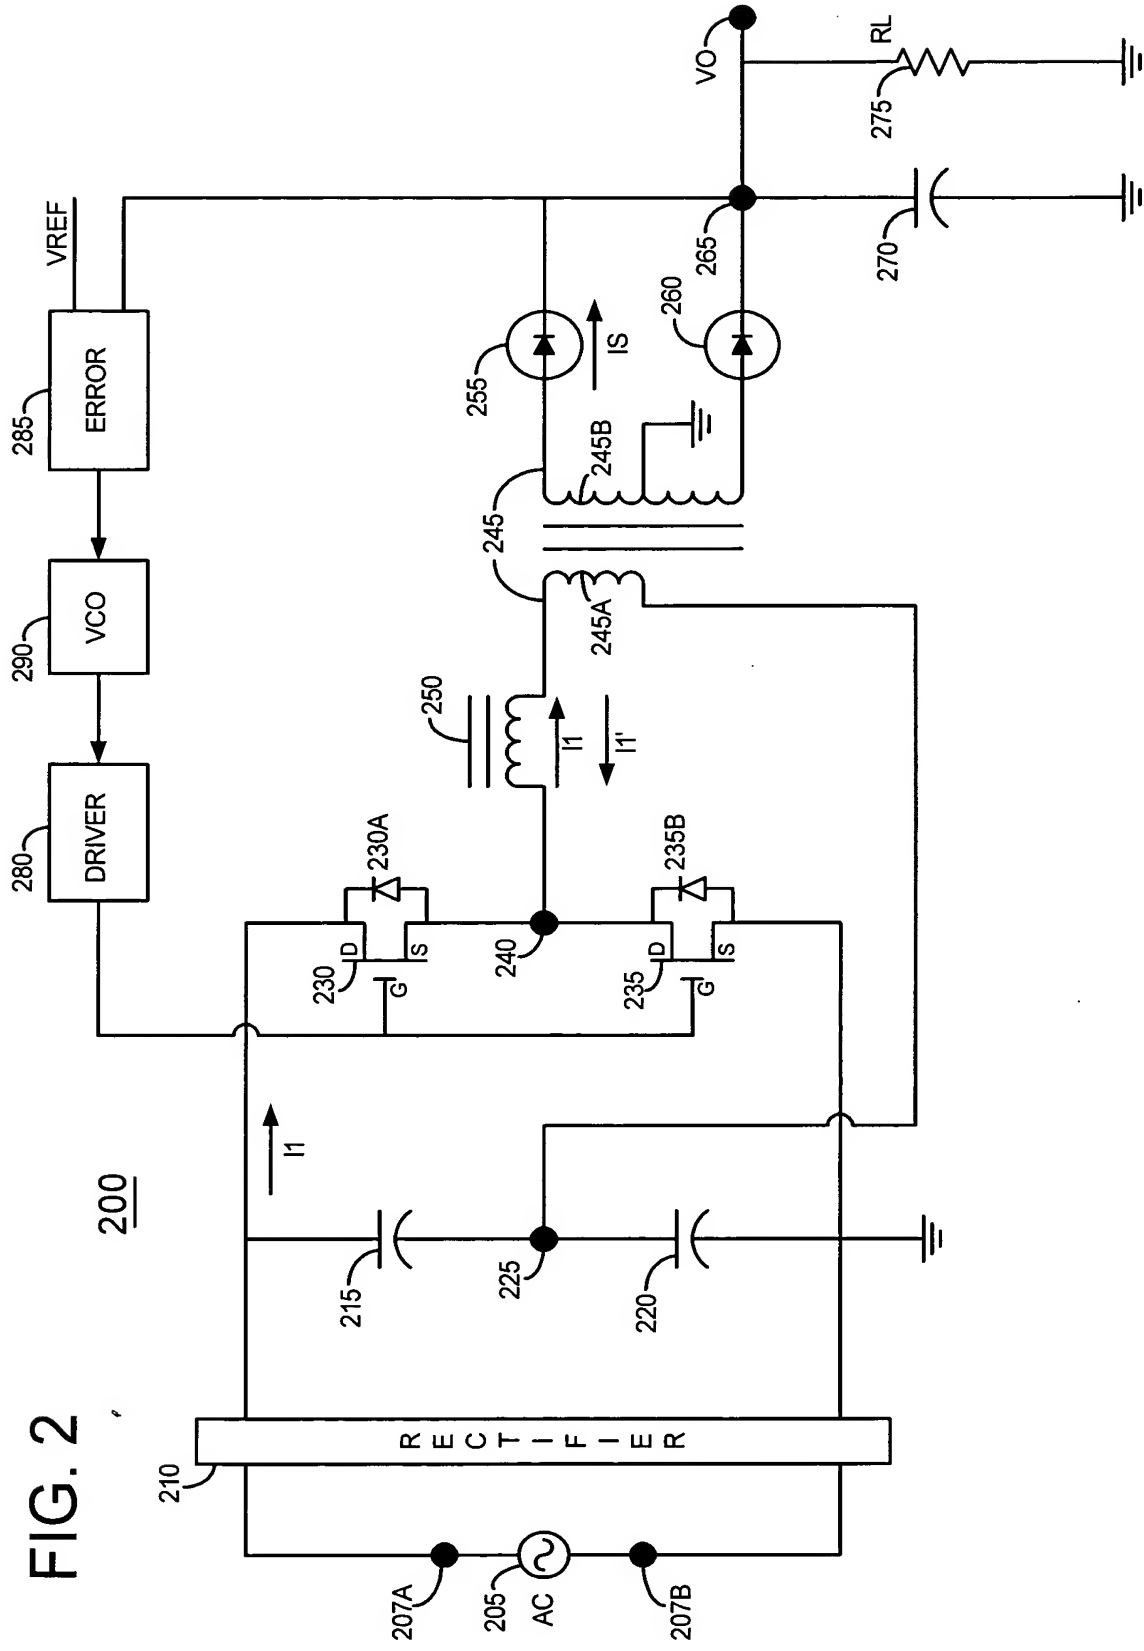 FIG. 2
200
285
ERROR
VREF
290
VCO
280
DRIVER
I1
230
D
S
G
230A
240
235
D
S
G
235B
250
I1
I1'
245
245A
245B
255
IS
260
265
VO
270
275
RL
215
225
220
210
RECTIFIER
207A
205
AC
207B